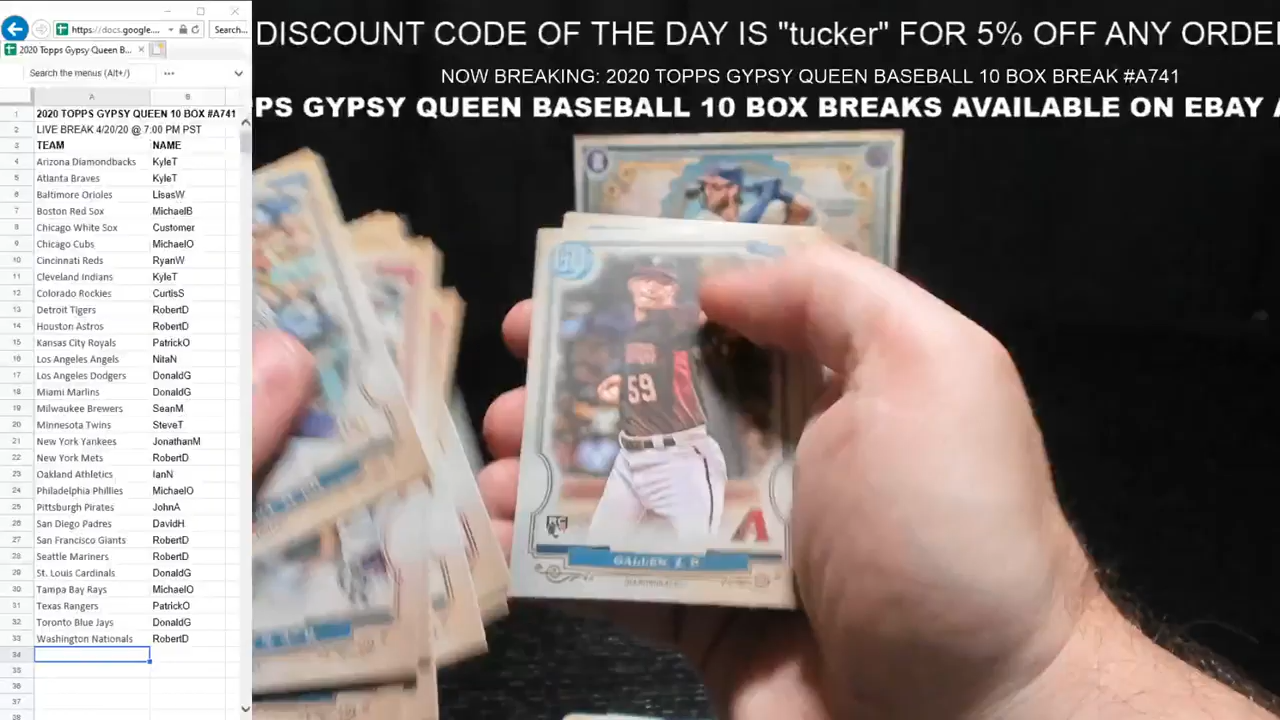 https://docs.google....
Search...
2020 Topps Gypsy Queen B...
Search the menus (Alt+/)
A B
1 2020 TOPPS GYPSY QUEEN 10 BOX #A741
2 LIVE BREAK 4/20/20 @ 7:00 PM PST
3 TEAM NAME
4 Arizona Diamondbacks KyleT
5 Atlanta Braves KyleT
6 Baltimore Orioles LisasW
7 Boston Red Sox MichaelB
8 Chicago White Sox Customer
9 Chicago Cubs MichaelO
10 Cincinnati Reds RyanW
11 Cleveland Indians KyleT
12 Colorado Rockies CurtisS
13 Detroit Tigers RobertD
14 Houston Astros RobertD
15 Kansas City Royals PatrickO
16 Los Angeles Angels NitaN
17 Los Angeles Dodgers DonaldG
18 Miami Marlins DonaldG
19 Milwaukee Brewers SeanM
20 Minnesota Twins SteveT
21 New York Yankees JonathanM
22 New York Mets RobertD
23 Oakland Athletics IanN
24 Philadelphia Phillies MichaelO
25 Pittsburgh Pirates JohnA
26 San Diego Padres DavidH
27 San Francisco Giants RobertD
28 Seattle Mariners RobertD
29 St. Louis Cardinals DonaldG
30 Tampa Bay Rays MichaelO
31 Texas Rangers PatrickO
32 Toronto Blue Jays DonaldG
33 Washington Nationals RobertD
34
35
36
37
38
DISCOUNT CODE OF THE DAY IS "tucker" FOR 5% OFF ANY ORDE
NOW BREAKING: 2020 TOPPS GYPSY QUEEN BASEBALL 10 BOX BREAK #A741
PS GYPSY QUEEN BASEBALL 10 BOX BREAKS AVAILABLE ON EBAY A
GQ
59
RC
A
GALLEN Z. P.